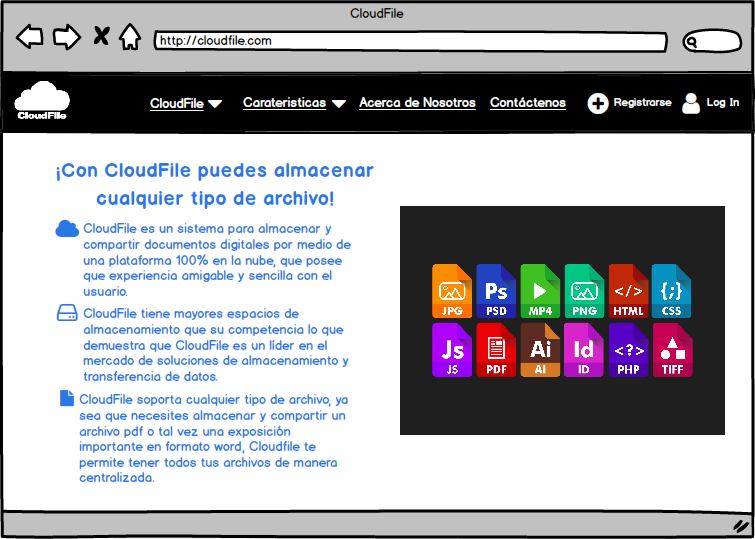 CloudFile
http://cloudfile.com
CloudFile
CloudFile
Carateristicas
Acerca de Nosotros
Contáctenos
Registrarse
Log In
¡Con CloudFile puedes almacenar
cualquier tipo de archivo!
CloudFile es un sistema para almacenar y
compartir documentos digitales por medio de
una plataforma 100% en la nube, que posee
que experiencia amigable y sencilla con el
usuario.
CloudFile tiene mayores espacios de
almacenamiento que su competencia lo que
demuestra que CloudFile es un líder en el
mercado de soluciones de almacenamiento y
transferencia de datos.
CloudFile soporta cualquier tipo de archivo, ya
sea que necesites almacenar y compartir un
archivo pdf o tal vez una exposición
importante en formato word, Cloudfile te
permite tener todos tus archivos de manera
centralizada.
JPG
Ps
PSD
MP4
PNG
</>
HTML
{;}
CSS
Js
JS
PDF
Ai
AI
Id
ID
<?>
PHP
TIFF